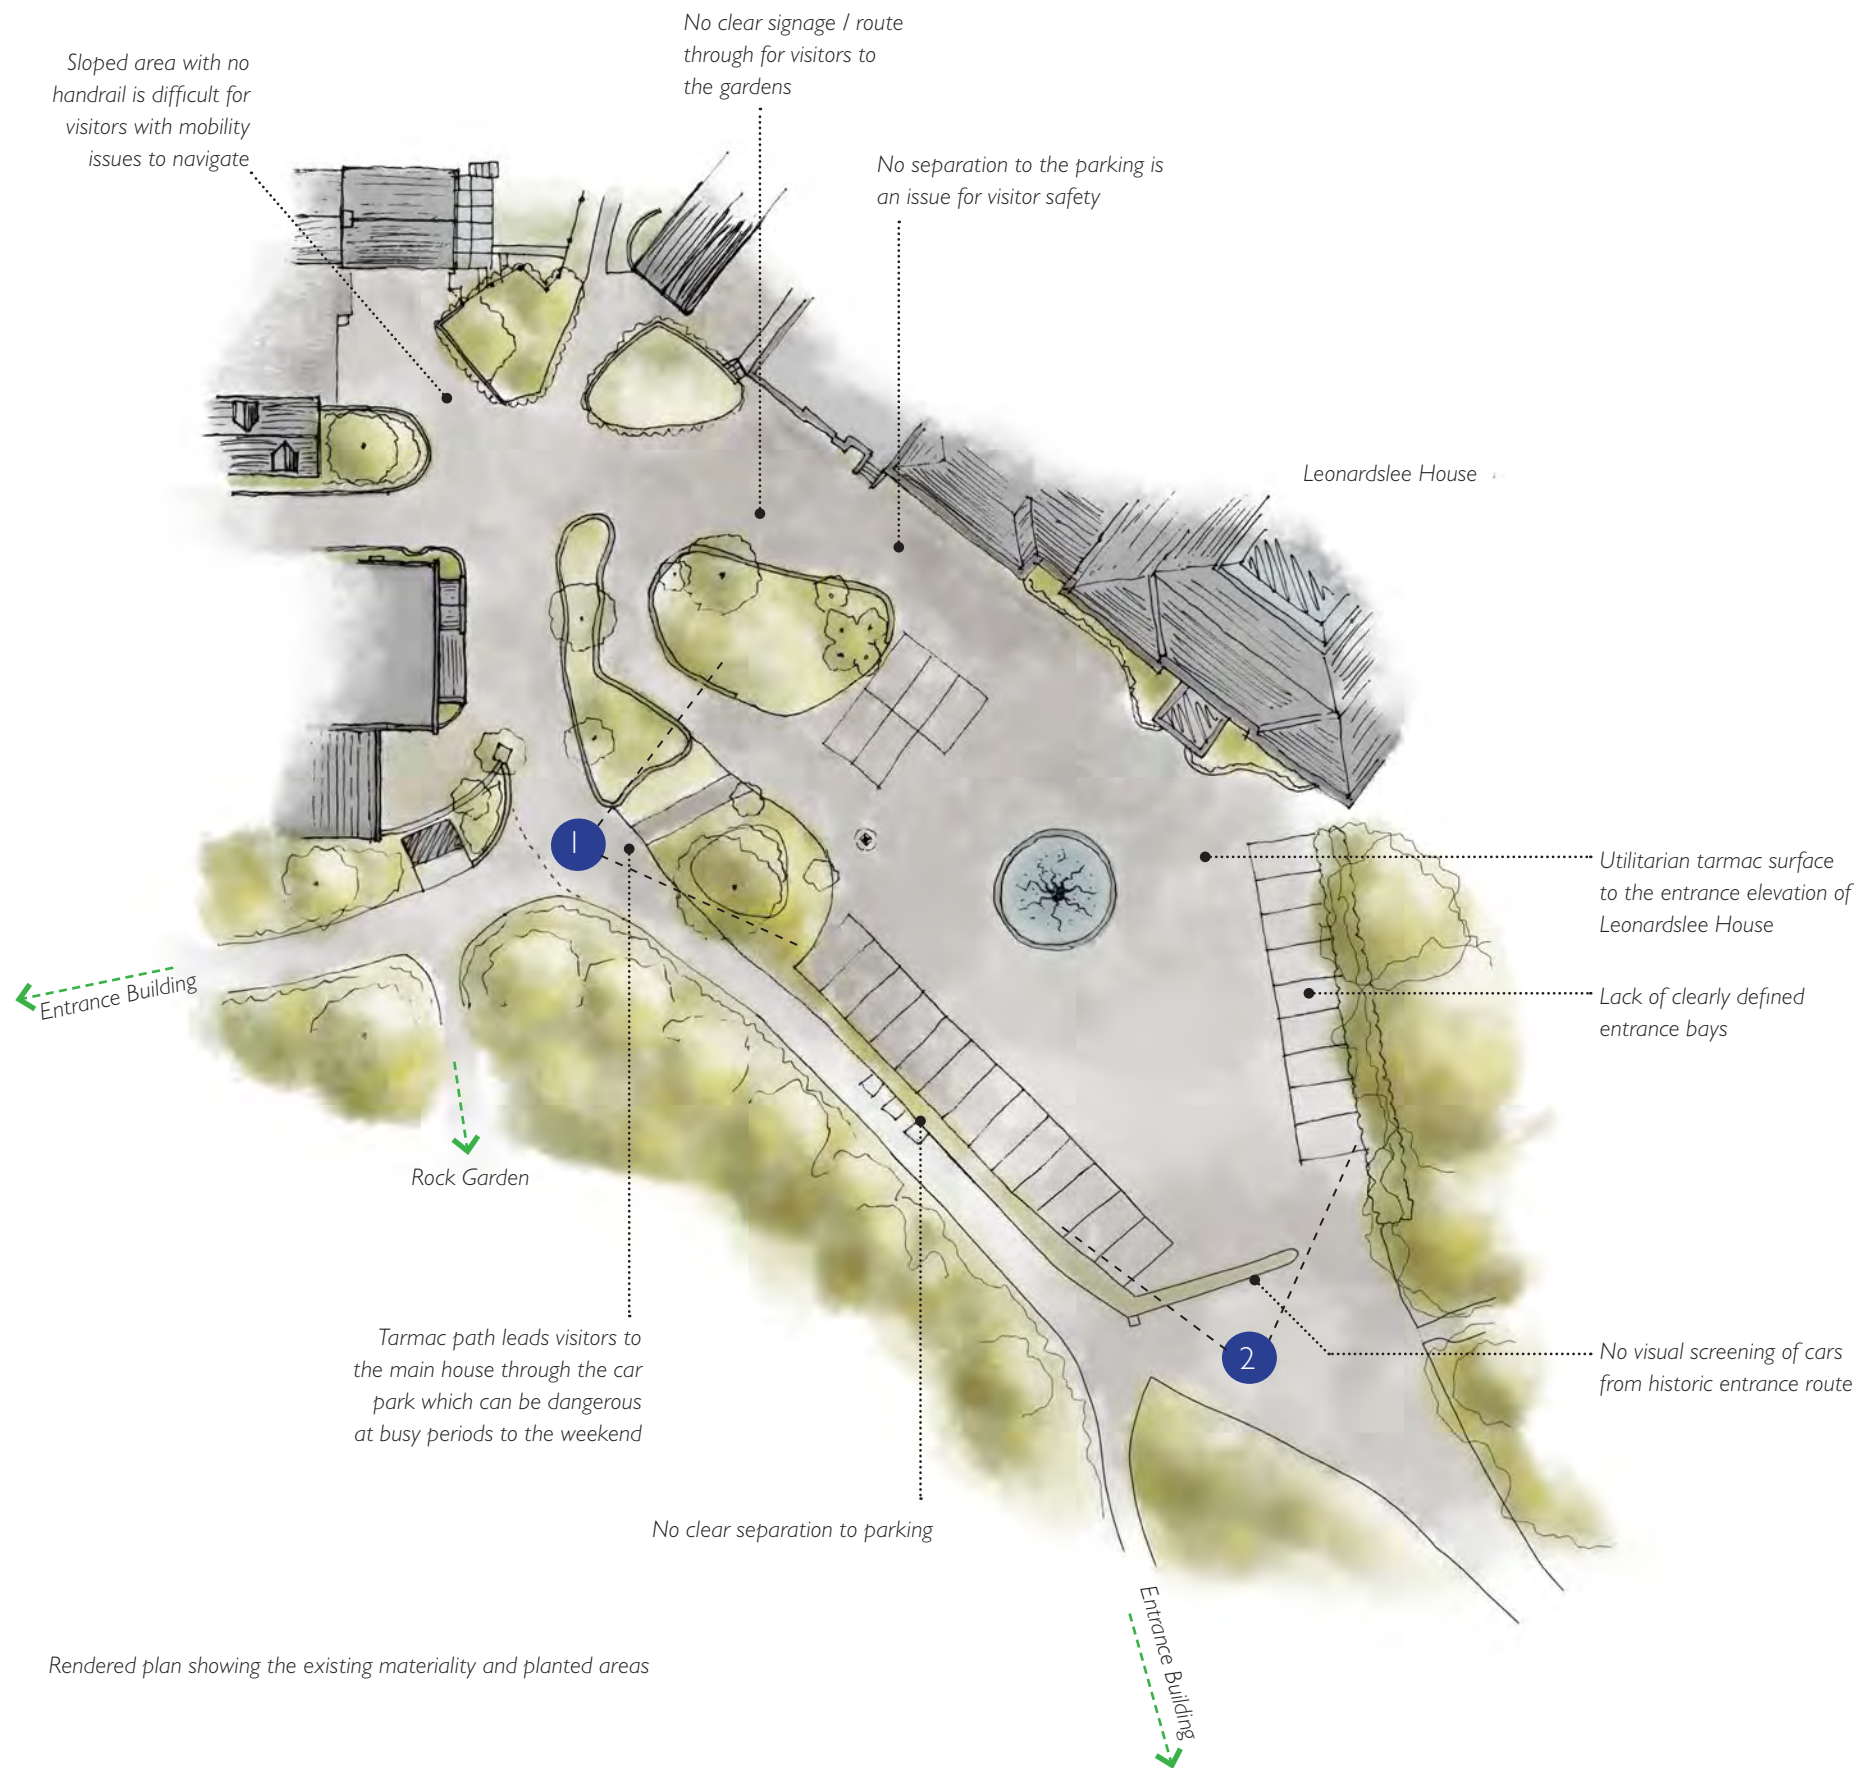 No clear signage / route
through for visitors to
the gardens
Sloped area with no
handrail is difficult for
visitors with mobility
issues to navigate
No separation to the parking is
an issue for visitor safety
Leonardslee House
1
Utilitarian tarmac surface
to the entrance elevation of
Leonardslee House
Entrance Building
Lack of clearly defined
entrance bays
Rock Garden
Tarmac path leads visitors to
the main house through the car
park which can be dangerous
at busy periods to the weekend
2
No visual screening of cars
from historic entrance route
No clear separation to parking
Entrance Building
Rendered plan showing the existing materiality and planted areas